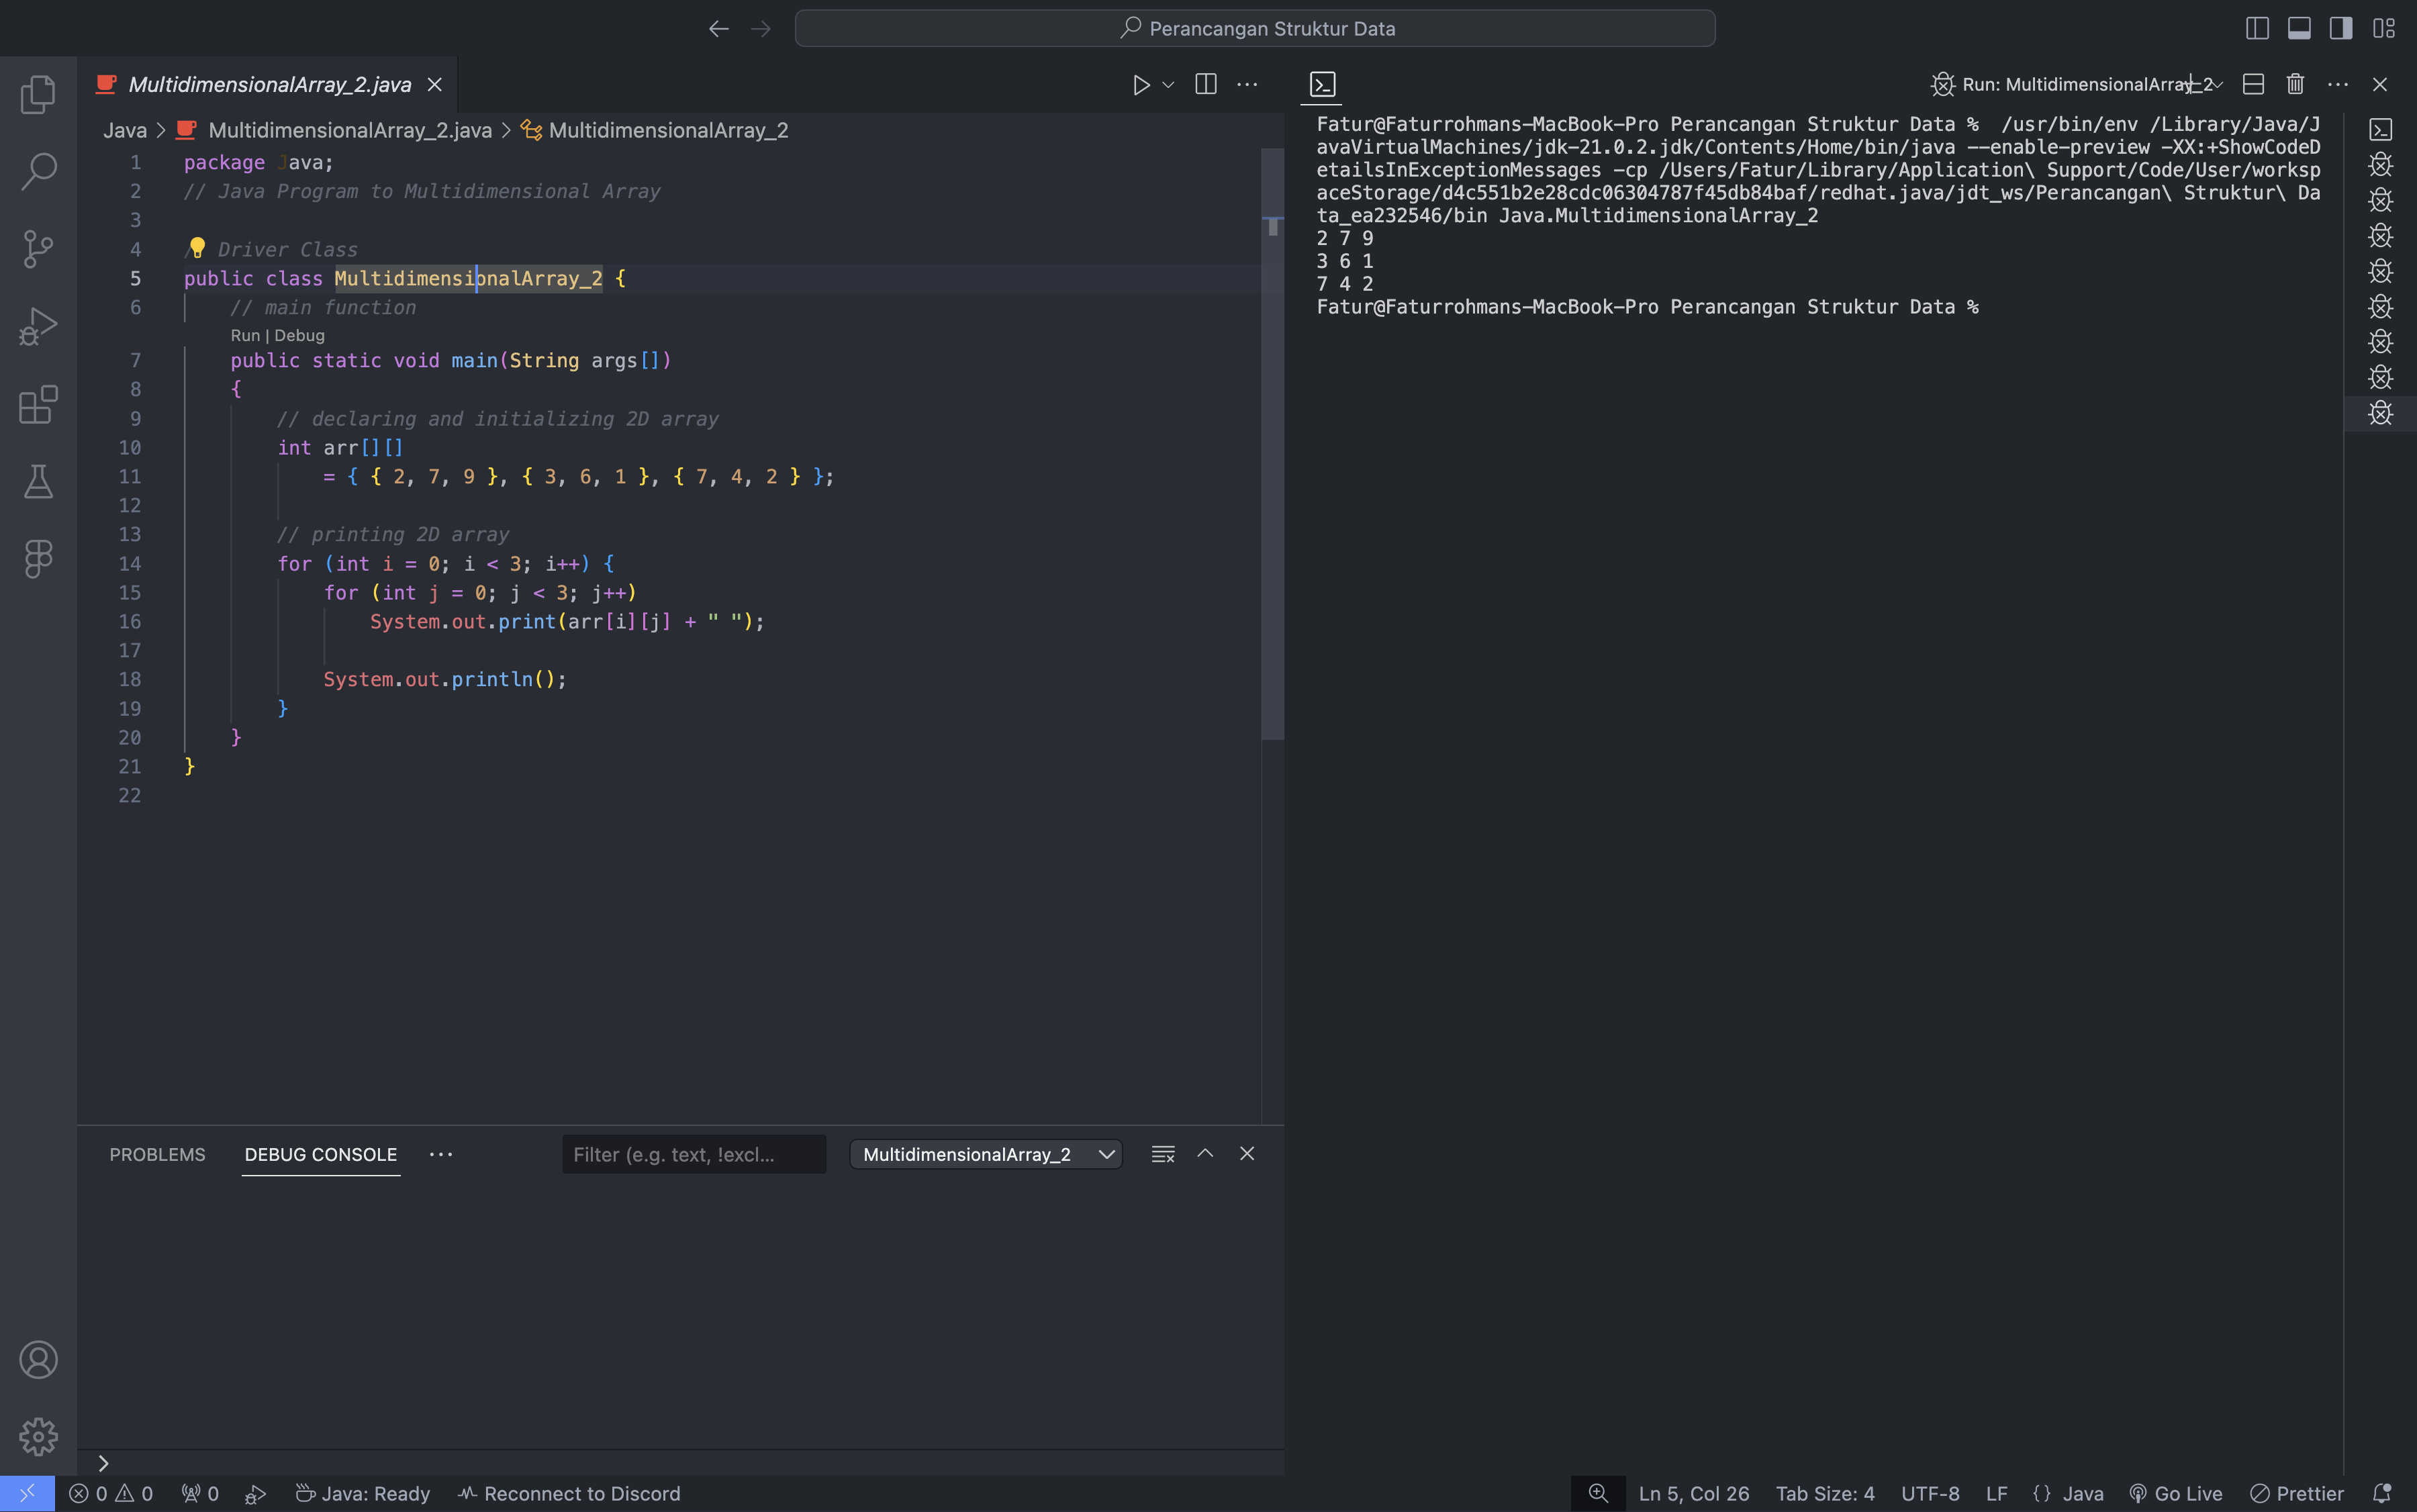 Perancangan Struktur Data
MultidimensionalArray_2.java
Java > MultidimensionalArray_2.java > MultidimensionalArray_2
1 package Java;
2 // Java Program to Multidimensional Array
3
4 / Driver Class
5 public class MultidimensionalArray_2 {
6 // main function
Run | Debug
7 public static void main(String args[])
8 {
9 // declaring and initializing 2D array
10 int arr[][]
11 = { { 2, 7, 9 }, { 3, 6, 1 }, { 7, 4, 2 } };
12
13 // printing 2D array
14 for (int i = 0; i < 3; i++) {
15 for (int j = 0; j < 3; j++)
16 System.out.print(arr[i][j] + " ");
17
18 System.out.println();
19 }
20 }
21 }
22
PROBLEMS DEBUG CONSOLE ···
Filter (e.g. text, !excl...
MultidimensionalArray_2
Run: MultidimensionalArray_2
Fatur@Faturrohmans-MacBook-Pro Perancangan Struktur Data %  /usr/bin/env /Library/Java/J
avaVirtualMachines/jdk-21.0.2.jdk/Contents/Home/bin/java --enable-preview -XX:+ShowCodeD
etailsInExceptionMessages -cp /Users/Fatur/Library/Application\ Support/Code/User/worksp
aceStorage/d4c551b2e28cdc06304787f45db84baf/redhat.java/jdt_ws/Perancangan\ Struktur\ Da
ta_ea232546/bin Java.MultidimensionalArray_2
2 7 9
3 6 1
7 4 2
Fatur@Faturrohmans-MacBook-Pro Perancangan Struktur Data %
0 0 0 Java: Ready Reconnect to Discord Ln 5, Col 26 Tab Size: 4 UTF-8 LF {} Java Go Live Prettier